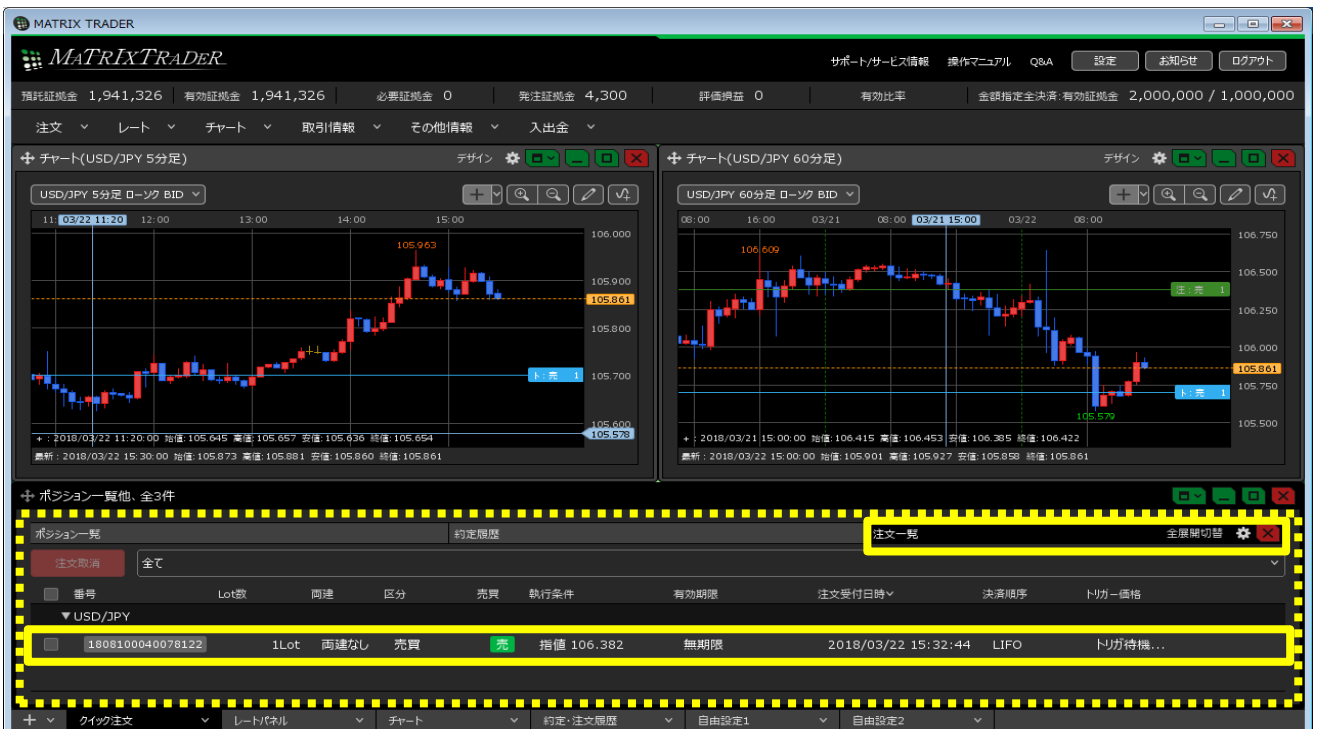 MATRIX TRADER
MATRIXTRADER
サポート/サービス情報 操作マニュアル Q&A 設定 お知らせ ログアウト
預託証拠金 1,941,326 有効証拠金 1,941,326 必要証拠金 0 発注証拠金 4,300 評価損益 0 有効比率 金額指定全決済:有効証拠金 2,000,000 / 1,000,000
注文 レート チャート 取引情報 その他情報 入出金
チャート(USD/JPY 5分足) デザイン
USD/JPY 5分足 ローソク BID
11: 03/22 11:20 12:00 13:00 14:00 15:00
106.000
105.963
105.900
105.861
105.800
ト:売 1 105.700
105.600
105.578
+ : 2018/03/22 11:20:00 始値:105.645 高値:105.657 安値:105.636 終値:105.654
最新 : 2018/03/22 15:30:00 始値:105.873 高値:105.881 安値:105.860 終値:105.861
チャート(USD/JPY 60分足) デザイン
USD/JPY 60分足 ローソク BID
08:00 16:00 03/21 08:00 03/21 15:00 03/22 08:00
106.750
106.609
106.500
注:売 1
106.250
106.000
105.861
105.750
ト:売 1
105.579
105.500
+ : 2018/03/21 15:00:00 始値:106.415 高値:106.453 安値:106.385 終値:106.422
最新 : 2018/03/22 15:00:00 始値:105.901 高値:105.927 安値:105.858 終値:105.861
ポジション一覧他、全3件
ポジション一覧 約定履歴 注文一覧 全展開切替
注文取消 全て
番号 Lot数 両建 区分 売買 執行条件 有効期限 注文受付日時 決済順序 トリガー価格
▼USD/JPY
1808100040078122 1Lot 両建なし 売買 売 指値 106.382 無期限 2018/03/22 15:32:44 LIFO トリガ待機...
+ クイック注文 レートパネル チャート 約定・注文履歴 自由設定1 自由設定2